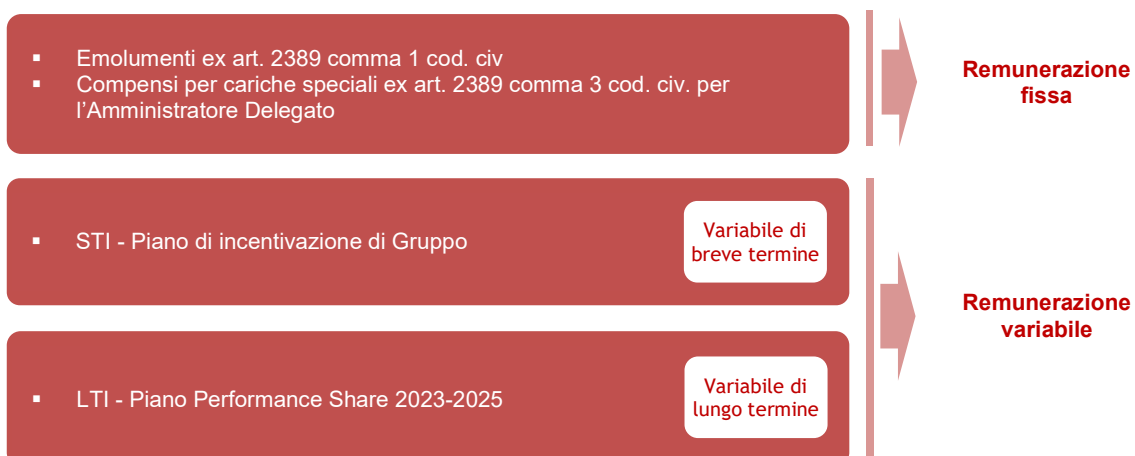 ▪ Emolumenti ex art. 2389 comma 1 cod. civ
▪ Compensi per cariche speciali ex art. 2389 comma 3 cod. civ. per
l’Amministratore Delegato
Remunerazione
fissa
▪ STI - Piano di incentivazione di Gruppo
Variabile di
breve termine
▪ LTI - Piano Performance Share 2023-2025
Variabile di
lungo termine
Remunerazione
variabile